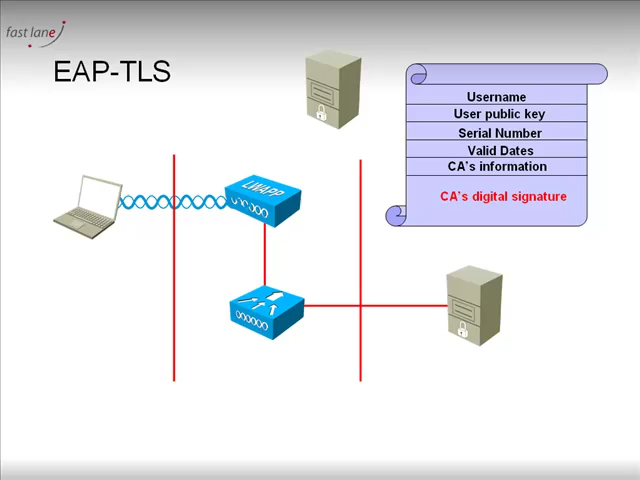 fast lane
EAP-TLS
Username
User public key
Serial Number
Valid Dates
CA's information
CA's digital signature
LWAPP